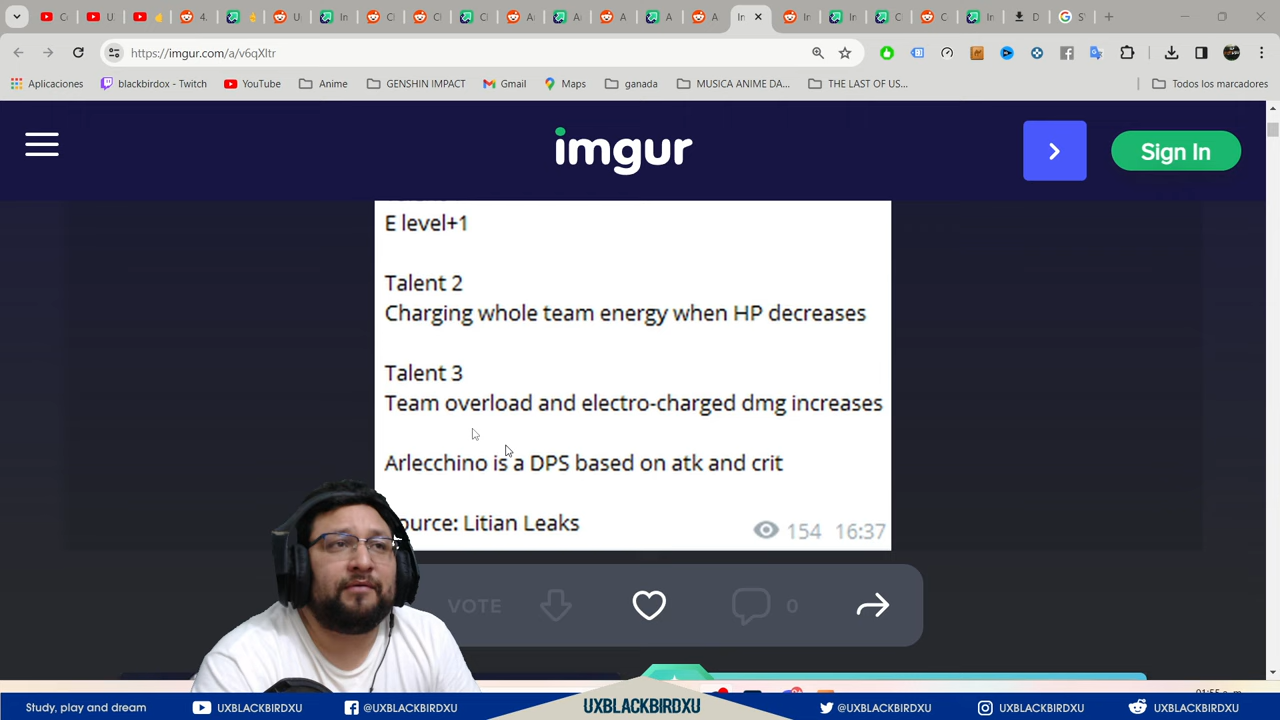 https://imgur.com/a/v6qXltr
Aplicaciones
blackbirdox - Twitch
YouTube
Anime
GENSHIN IMPACT
Gmail
Maps
ganada
MUSICA ANIME DA...
THE LAST OF US...
Todos los marcadores
imgur
Sign In
E level+1
Talent 2
Charging whole team energy when HP decreases
Talent 3
Team overload and electro-charged dmg increases
Arlecchino is a DPS based on atk and crit
Litian Leaks
154 16:37
VOTE
0
Study, play and dream
UXBLACKBIRDXU
@UXBLACKBIRDXU
UXBLACKBIRDXU
@UXBLACKBIRDXU
UXBLACKBIRDXU
UXBLACKBIRDXU